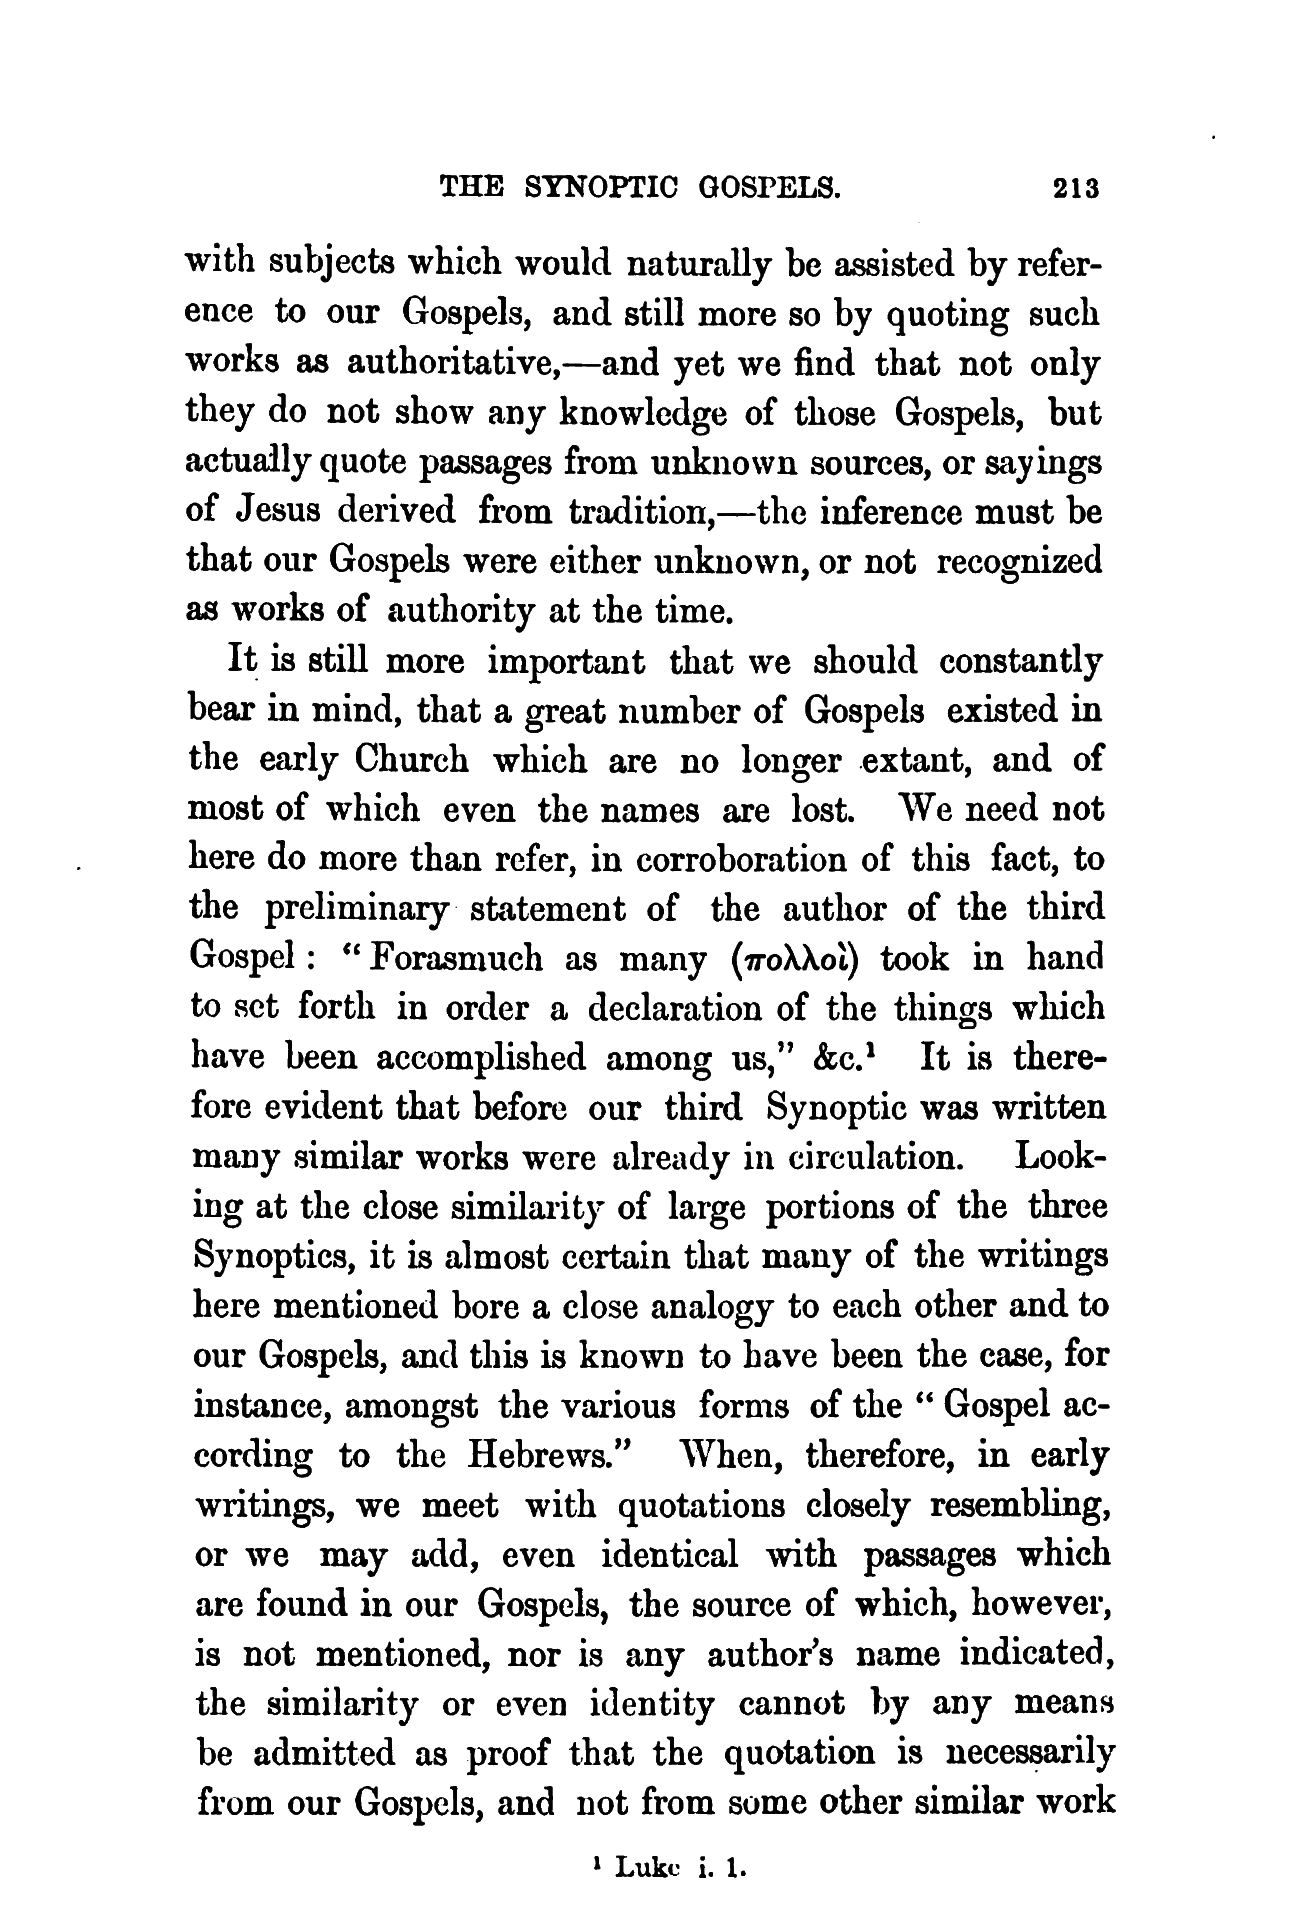 THE SYNOPTIC GOSPELS. 213
with subjects which would naturally be assisted by refer-
ence to our Gospels, and still more so by quoting such
works as authoritative,—and yet we find that not only
they do not show any knowledge of those Gospels, but
actually quote passages from unknown sources, or sayings
of Jesus derived from tradition,—the inference must be
that our Gospels were either unknown, or not recognized
as works of authority at the time.
It is still more important that we should constantly
bear in mind, that a great number of Gospels existed in
the early Church which are no longer extant, and of
most of which even the names are lost. We need not
here do more than refer, in corroboration of this fact, to
the preliminary statement of the author of the third
Gospel : “ Forasmuch as many (πολλοὶ) took in hand
to set forth in order a declaration of the things which
have been accomplished among us,” &c.¹ It is there-
fore evident that before our third Synoptic was written
many similar works were already in circulation. Look-
ing at the close similarity of large portions of the three
Synoptics, it is almost certain that many of the writings
here mentioned bore a close analogy to each other and to
our Gospels, and this is known to have been the case, for
instance, amongst the various forms of the “ Gospel ac-
cording to the Hebrews.” When, therefore, in early
writings, we meet with quotations closely resembling,
or we may add, even identical with passages which
are found in our Gospels, the source of which, however,
is not mentioned, nor is any author’s name indicated,
the similarity or even identity cannot by any means
be admitted as proof that the quotation is necessarily
from our Gospels, and not from some other similar work
¹ Luke i. 1.